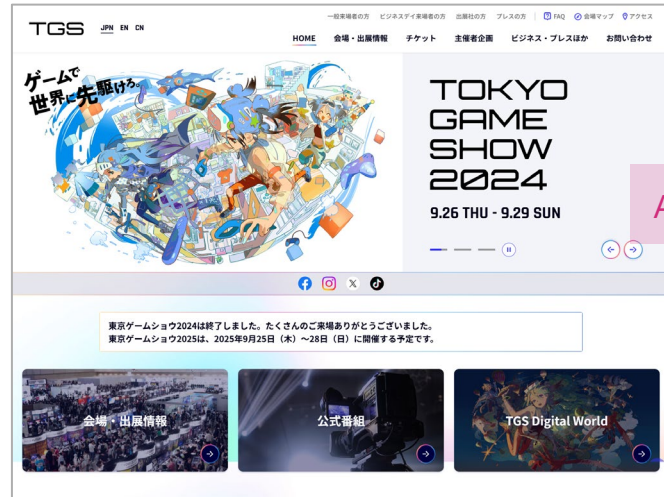 TGS
JPN EN CN
一般来場者の方 ビジネスデイ来場者の方 出展社の方 プレスの方 FAQ 会場マップ アクセス
HOME 会場・出展情報 チケット 主催者企画 ビジネス・プレスほか お問い合わせ
ゲームで
世界に先駆けろ。
TOKYO
GAME
SHOW
2024
9.26 THU - 9.29 SUN
A
東京ゲームショウ2024は終了しました。たくさんのご来場ありがとうございました。
東京ゲームショウ2025は、2025年9月25日（木）～28日（日）に開催する予定です。
会場・出展情報
公式番組
TGS Digital World